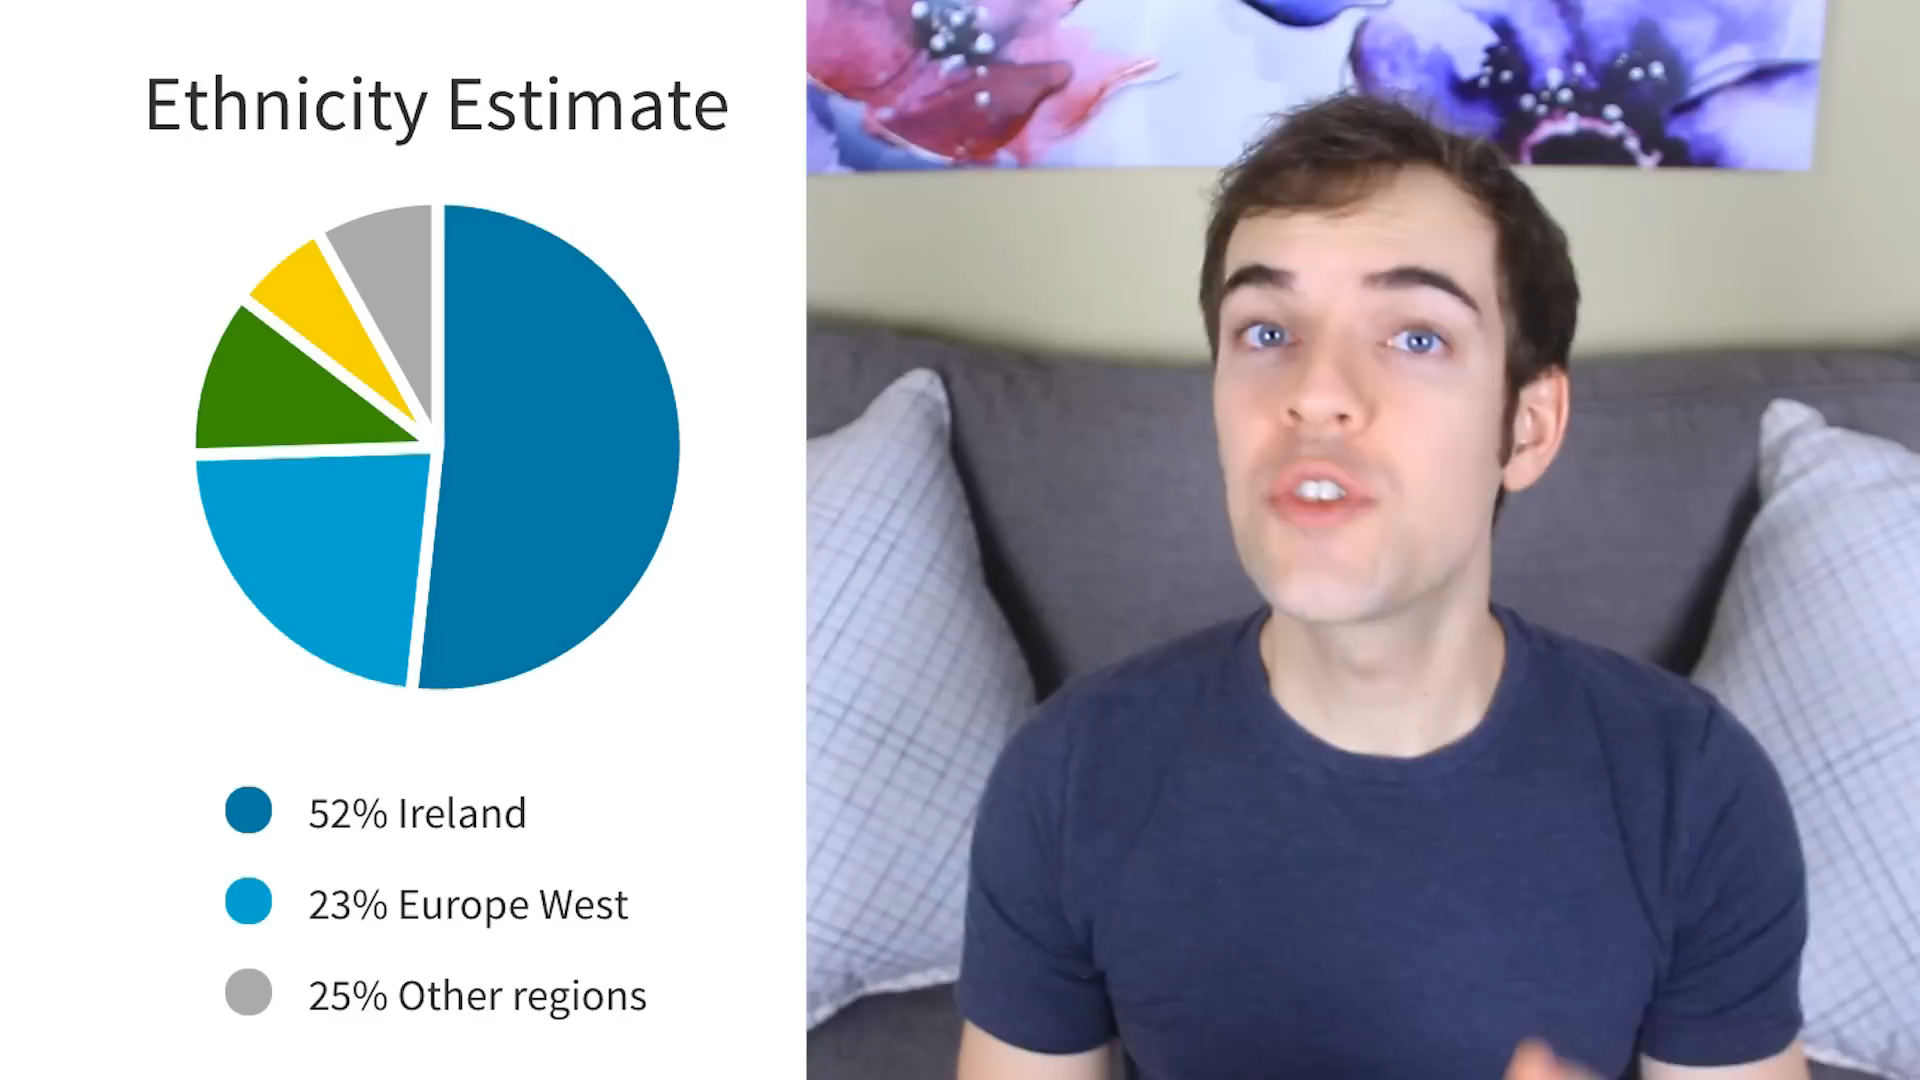 Ethnicity Estimate
52% Ireland
23% Europe West
25% Other regions